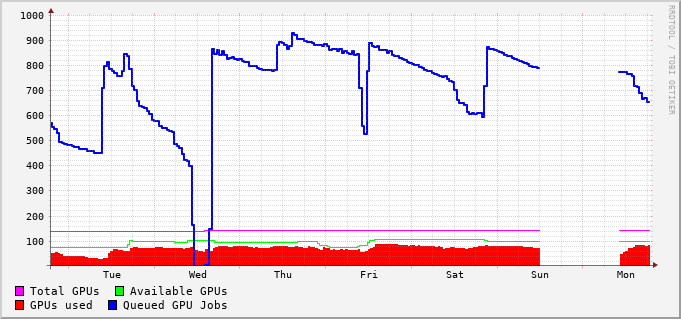 1000
900
800
700
600
500
400
300
200
100
Tue Wed Thu Fri Sat Sun Mon
Total GPUs Available GPUs
GPUs used Queued GPU Jobs
RRDTOOL / TOBI OETIKER